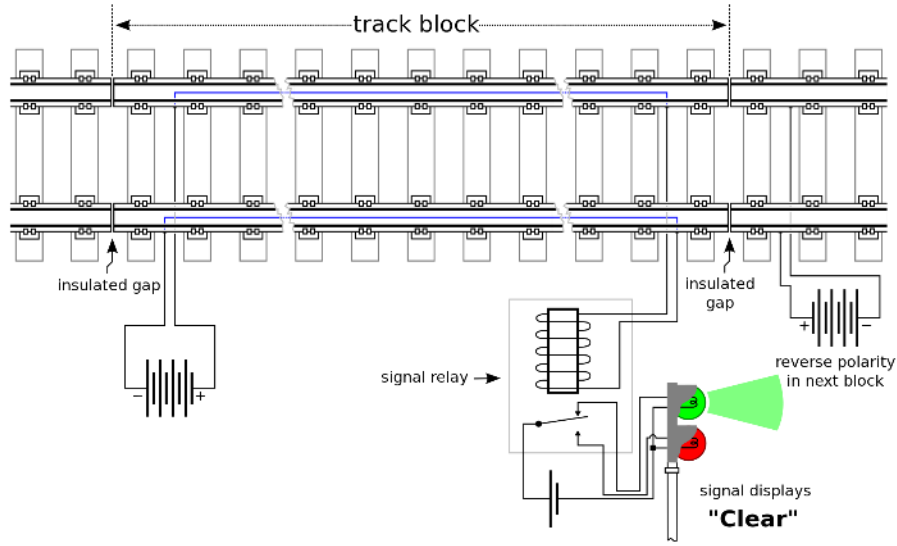 track block
insulated gap
insulated
gap
− +
+ −
reverse polarity
in next block
signal relay
signal displays
"Clear"